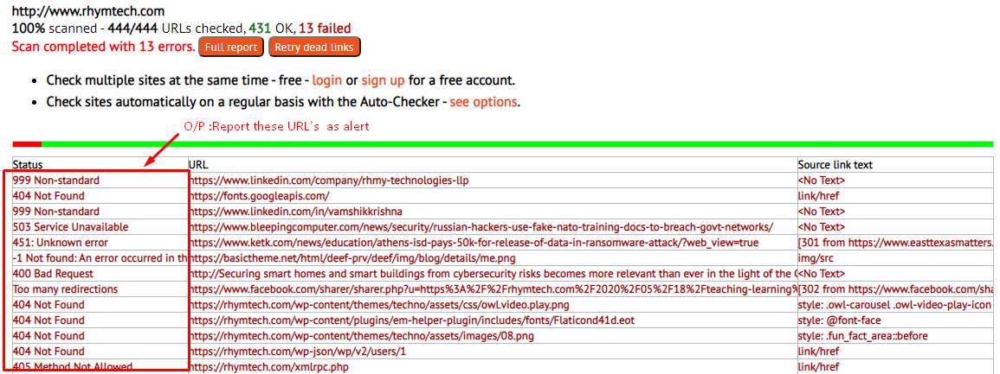 http://www.rhymtech.com
100% scanned - 444/444 URLs checked, 431 OK, 13 failed
Scan completed with 13 errors. Full report Retry dead links
• Check multiple sites at the same time - free - login or sign up for a free account.
• Check sites automatically on a regular basis with the Auto-Checker - see options.
O/P :Report these URL's as alert
Status URL Source link text
999 Non-standard https://www.linkedin.com/company/rhmy-technologies-llp <No Text>
404 Not Found https://fonts.googleapis.com/ link/href
999 Non-standard https://www.linkedin.com/in/vamshikkrishna <No Text>
503 Service Unavailable https://www.bleepingcomputer.com/news/security/russian-hackers-use-fake-nato-training-docs-to-breach-govt-networks/ <No Text>
451: Unknown error https://www.ketk.com/news/education/athens-isd-pays-50k-for-release-of-data-in-ransomware-attack/?web_view=true [301 from https://www.easttexasmatters.
-1 Not found: An error occurred in th https://basictheme.net/html/deef-prv/deef/img/blog/details/me.png img/src
400 Bad Request http://Securing smart homes and smart buildings from cybersecurity risks becomes more relevant than ever in the light of the <No Text>
Too many redirections https://www.facebook.com/sharer/sharer.php?u=https%3A%2F%2Frhymtech.com%2F2020%2F05%2F18%2Fteaching-learning% [302 from https://www.facebook.com/sha
404 Not Found https://rhymtech.com/wp-content/themes/techno/assets/css/owl.video.play.png style: .owl-carousel .owl-video-play-icon
404 Not Found https://rhymtech.com/wp-content/plugins/em-helper-plugin/includes/fonts/Flaticond41d.eot style: @font-face
404 Not Found https://rhymtech.com/wp-content/themes/techno/assets/images/08.png style: .fun_fact_area::before
404 Not Found https://rhymtech.com/wp-json/wp/v2/users/1 link/href
405 Method Not Allowed https://rhymtech.com/xmlrpc.php link/href